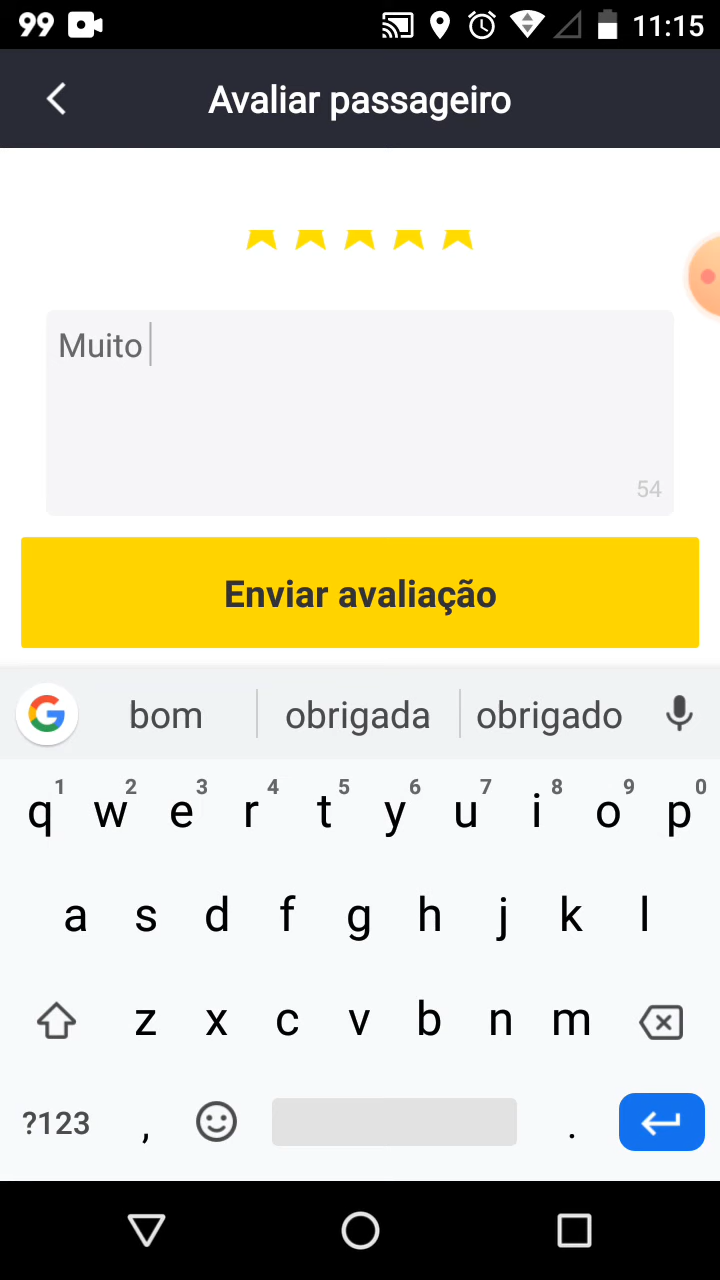 99 11:15
Avaliar passageiro
Muito
54
Enviar avaliação
G bom obrigada obrigado
1 2 3 4 5 6 7 8 9 0
q w e r t y u i o p
a s d f g h j k l
z x c v b n m
?123 , .